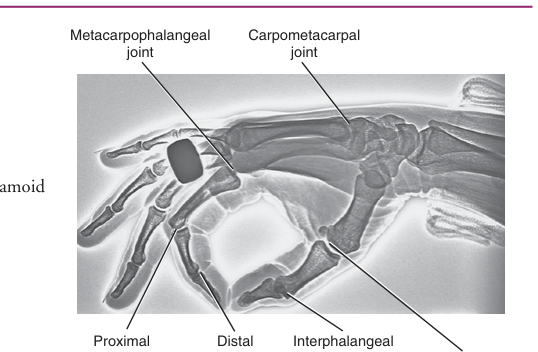 Metacarpophalangeal
joint
Carpometacarpal
joint
amoid
Proximal
Distal
Interphalangeal